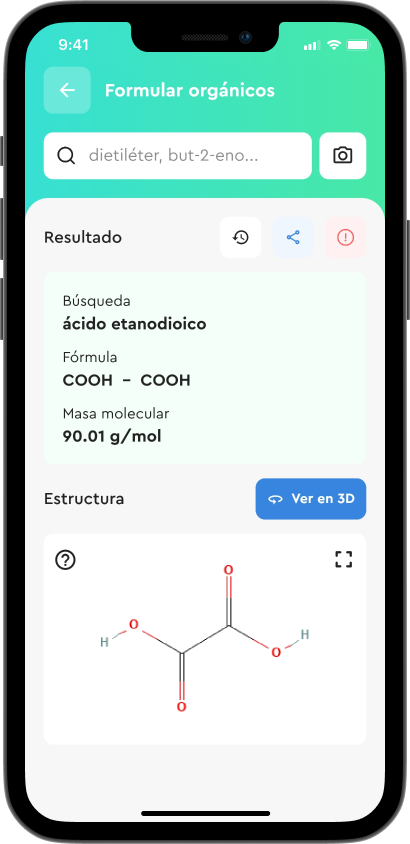 9:41
Formular orgánicos
dietiléter, but-2-eno...
Resultado
Búsqueda
ácido etanodioico
Fórmula
COOH - COOH
Masa molecular
90.01 g/mol
Estructura
Ver en 3D
O
H O
O H
O